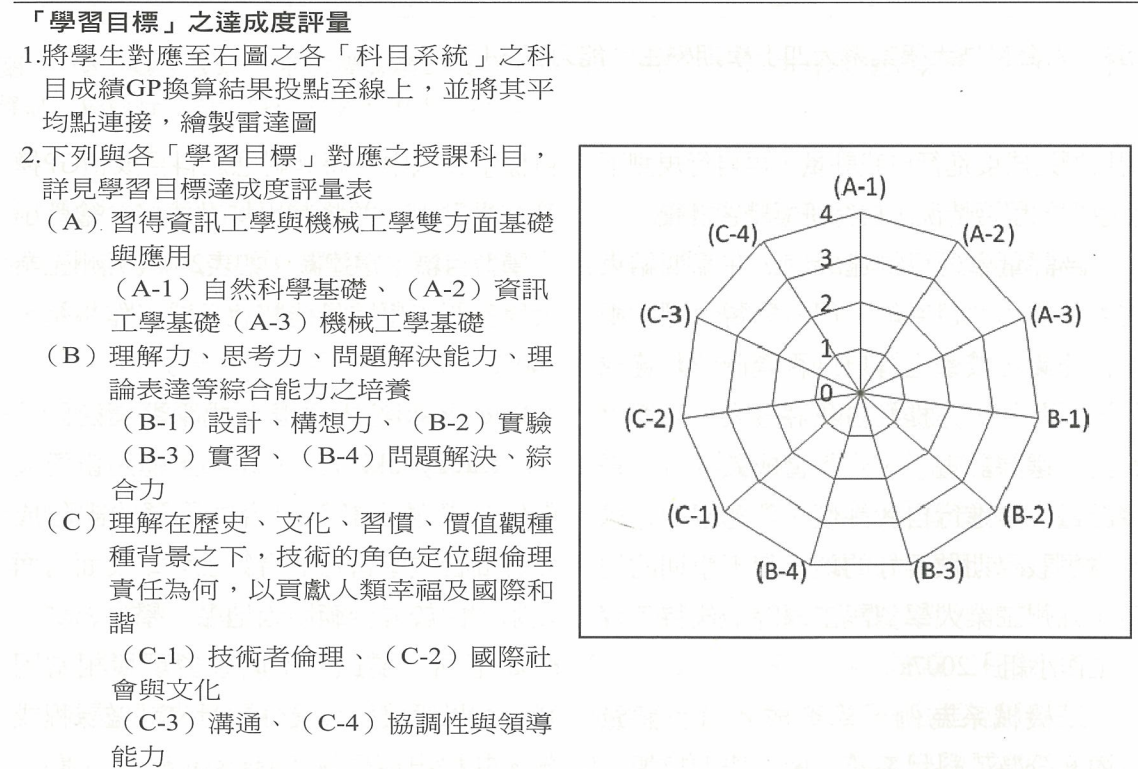 「學習目標」之達成度評量
1.將學生對應至右圖之各「科目系統」之科
目成績GP換算結果投點至線上，並將其平
均點連接，繪製雷達圖
2.下列與各「學習目標」對應之授課科目，
詳見學習目標達成度評量表
（A）習得資訊工學與機械工學雙方面基礎
與應用
（A-1）自然科學基礎、（A-2）資訊
工學基礎（A-3）機械工學基礎
（B）理解力、思考力、問題解決能力、理
論表達等綜合能力之培養
（B-1）設計、構想力、（B-2）實驗
（B-3）實習、（B-4）問題解決、綜
合力
（C）理解在歷史、文化、習慣、價值觀種
種背景之下，技術的角色定位與倫理
責任為何，以貢獻人類幸福及國際和
諧
（C-1）技術者倫理、（C-2）國際社
會與文化
（C-3）溝通、（C-4）協調性與領導
能力
(A-1)
4
(C-4)
(A-2)
3
(C-3)
2
(A-3)
1
0
(C-2)
B-1)
(C-1)
(B-2)
(B-4)
(B-3)